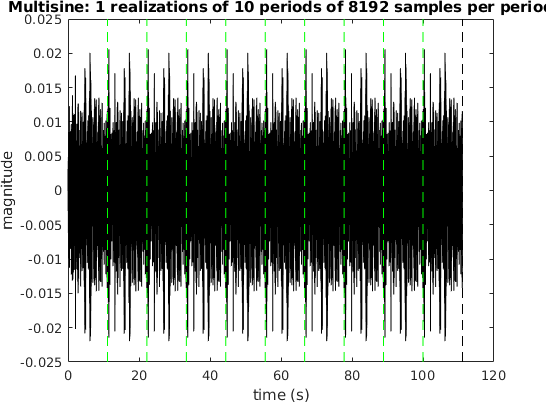 Multisine: 1 realizations of 10 periods of 8192 samples per perio
0.025
0.02
0.015
0.01
0.005
0
-0.005
-0.01
-0.015
-0.02
-0.025
magnitude
0 20 40 60 80 100 120
time (s)